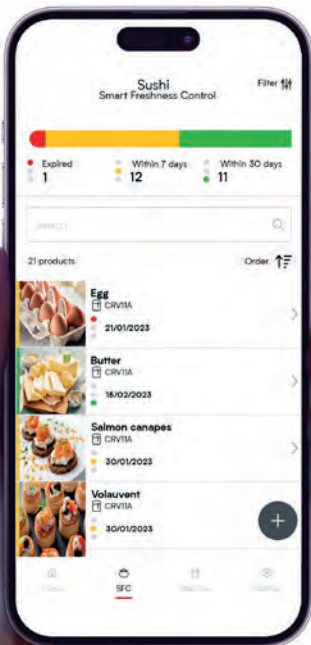 Sushi
Smart Freshness Control
Filter
Expired
1
Within 7 days
12
Within 30 days
11
21 products
Order
Egg
CRV11A
21/01/2023
Butter
CRV11A
15/02/2023
Salmon canapes
CRV11A
30/01/2023
Volauvent
CRV11A
30/01/2023
+
SFC